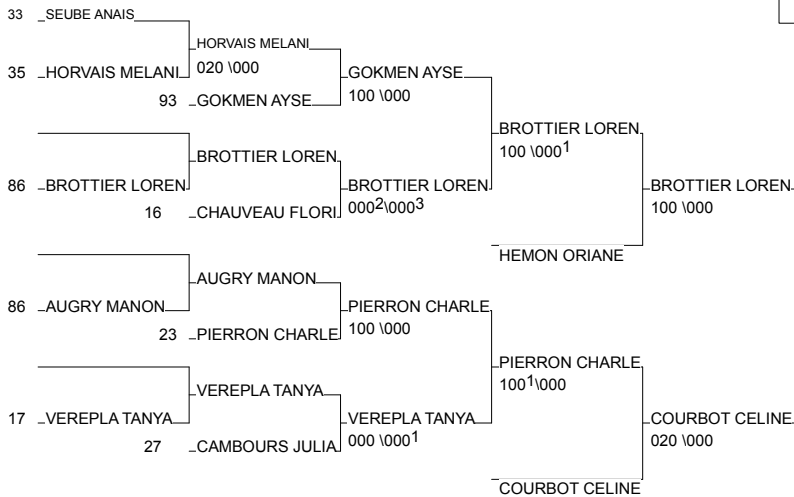 33 SEUBE ANAIS
HORVAIS MELANI
020 \000
35 HORVAIS MELANI
GOKMEN AYSE
100 \000
93 GOKMEN AYSE
BROTTIER LOREN
100 \000¹
BROTTIER LOREN
86 BROTTIER LOREN
BROTTIER LOREN
000²\000³
BROTTIER LOREN
100 \000
16 CHAUVEAU FLORI
HEMON ORIANE
AUGRY MANON
86 AUGRY MANON
PIERRON CHARLE
100 \000
23 PIERRON CHARLE
PIERRON CHARLE
100¹\000
VEREPLA TANYA
17 VEREPLA TANYA
VEREPLA TANYA
000 \000¹
COURBOT CELINE
020 \000
27 CAMBOURS JULIA
COURBOT CELINE